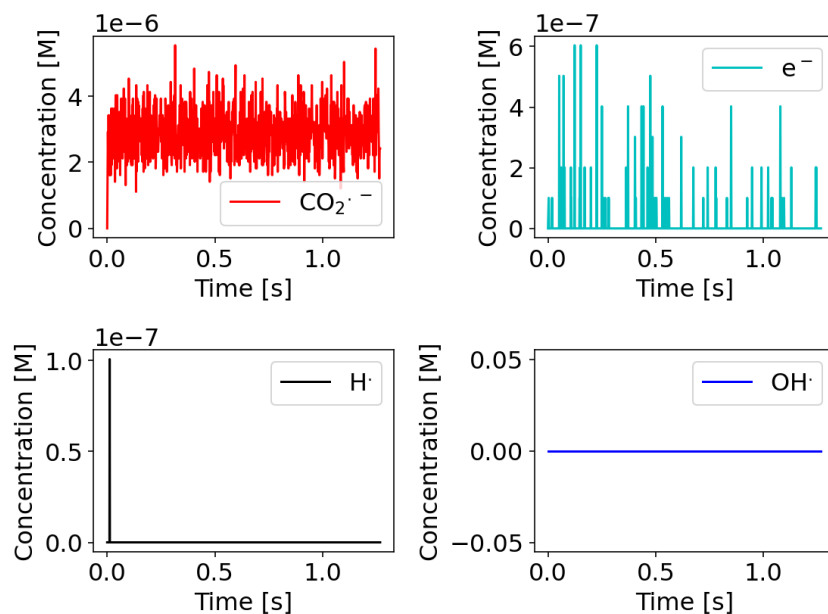 1e−6
Concentration [M]
4
2
0
CO₂˙ ⁻
0.0 0.5 1.0
Time [s]
1e−7
Concentration [M]
6
4
2
0
e⁻
0.0 0.5 1.0
Time [s]
1e−7
Concentration [M]
1.0
0.5
0.0
H˙
0.0 0.5 1.0
Time [s]
Concentration [M]
0.05
0.00
−0.05
OH˙
0.0 0.5 1.0
Time [s]